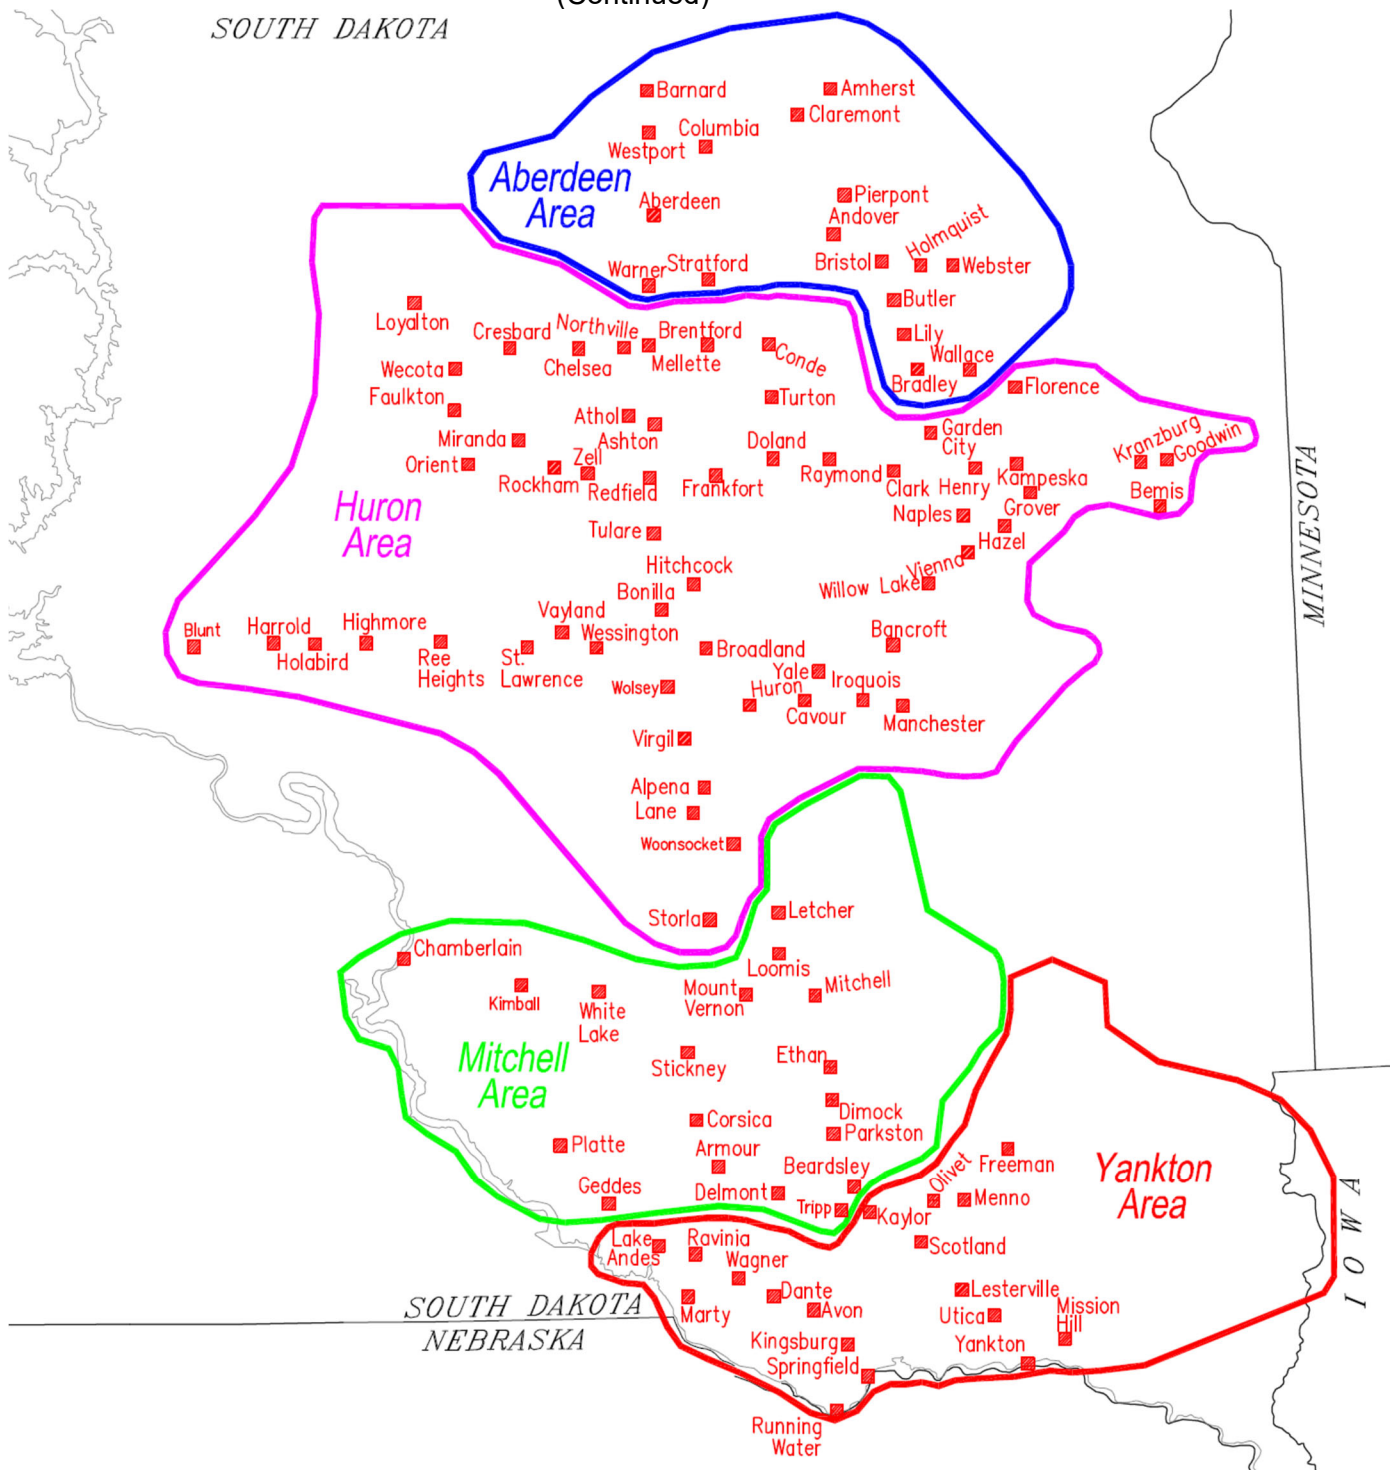 (Continued)
SOUTH DAKOTA
Barnard
Amherst
Claremont
Columbia
Westport
Aberdeen
Area
Aberdeen
Pierpont
Andover
Holmquist
Bristol
Webster
Warner
Stratford
Butler
Loyalton
Cresbard
Northville
Brentford
Lily
Chelsea
Mellette
Conde
Wallace
Wecota
Bradley
Florence
Faulkton
Turton
Athol
Ashton
Miranda
Doland
Garden
City
Kranzburg
Goodwin
Orient
Zell
Rockham
Redfield
Frankfort
Raymond
Clark
Henry
Kampeska
Bemis
Grover
Naples
Huron
Area
Tulare
Hazel
MINNESOTA
Hitchcock
Vienna
Willow Lake
Bonilla
Vayland
Wessington
Blunt
Harrold
Holabird
Highmore
Ree
Heights
St.
Lawrence
Broadland
Bancroft
Yale
Iroquois
Wolsey
Huron
Cavour
Manchester
Virgil
Alpena
Lane
Woonsocket
Storla
Letcher
Chamberlain
Loomis
Kimball
White
Lake
Mount
Vernon
Mitchell
Mitchell
Area
Stickney
Ethan
Dimock
Corsica
Parkston
Platte
Armour
Beardsley
Olivet
Freeman
Yankton
Area
Geddes
Delmont
Tripp
Kaylor
Menno
IOWA
Lake
Andes
Ravinia
Wagner
Scotland
Marty
Dante
Avon
Lesterville
Utica
Mission
Hill
SOUTH DAKOTA
NEBRASKA
Kingsburg
Yankton
Springfield
Running
Water